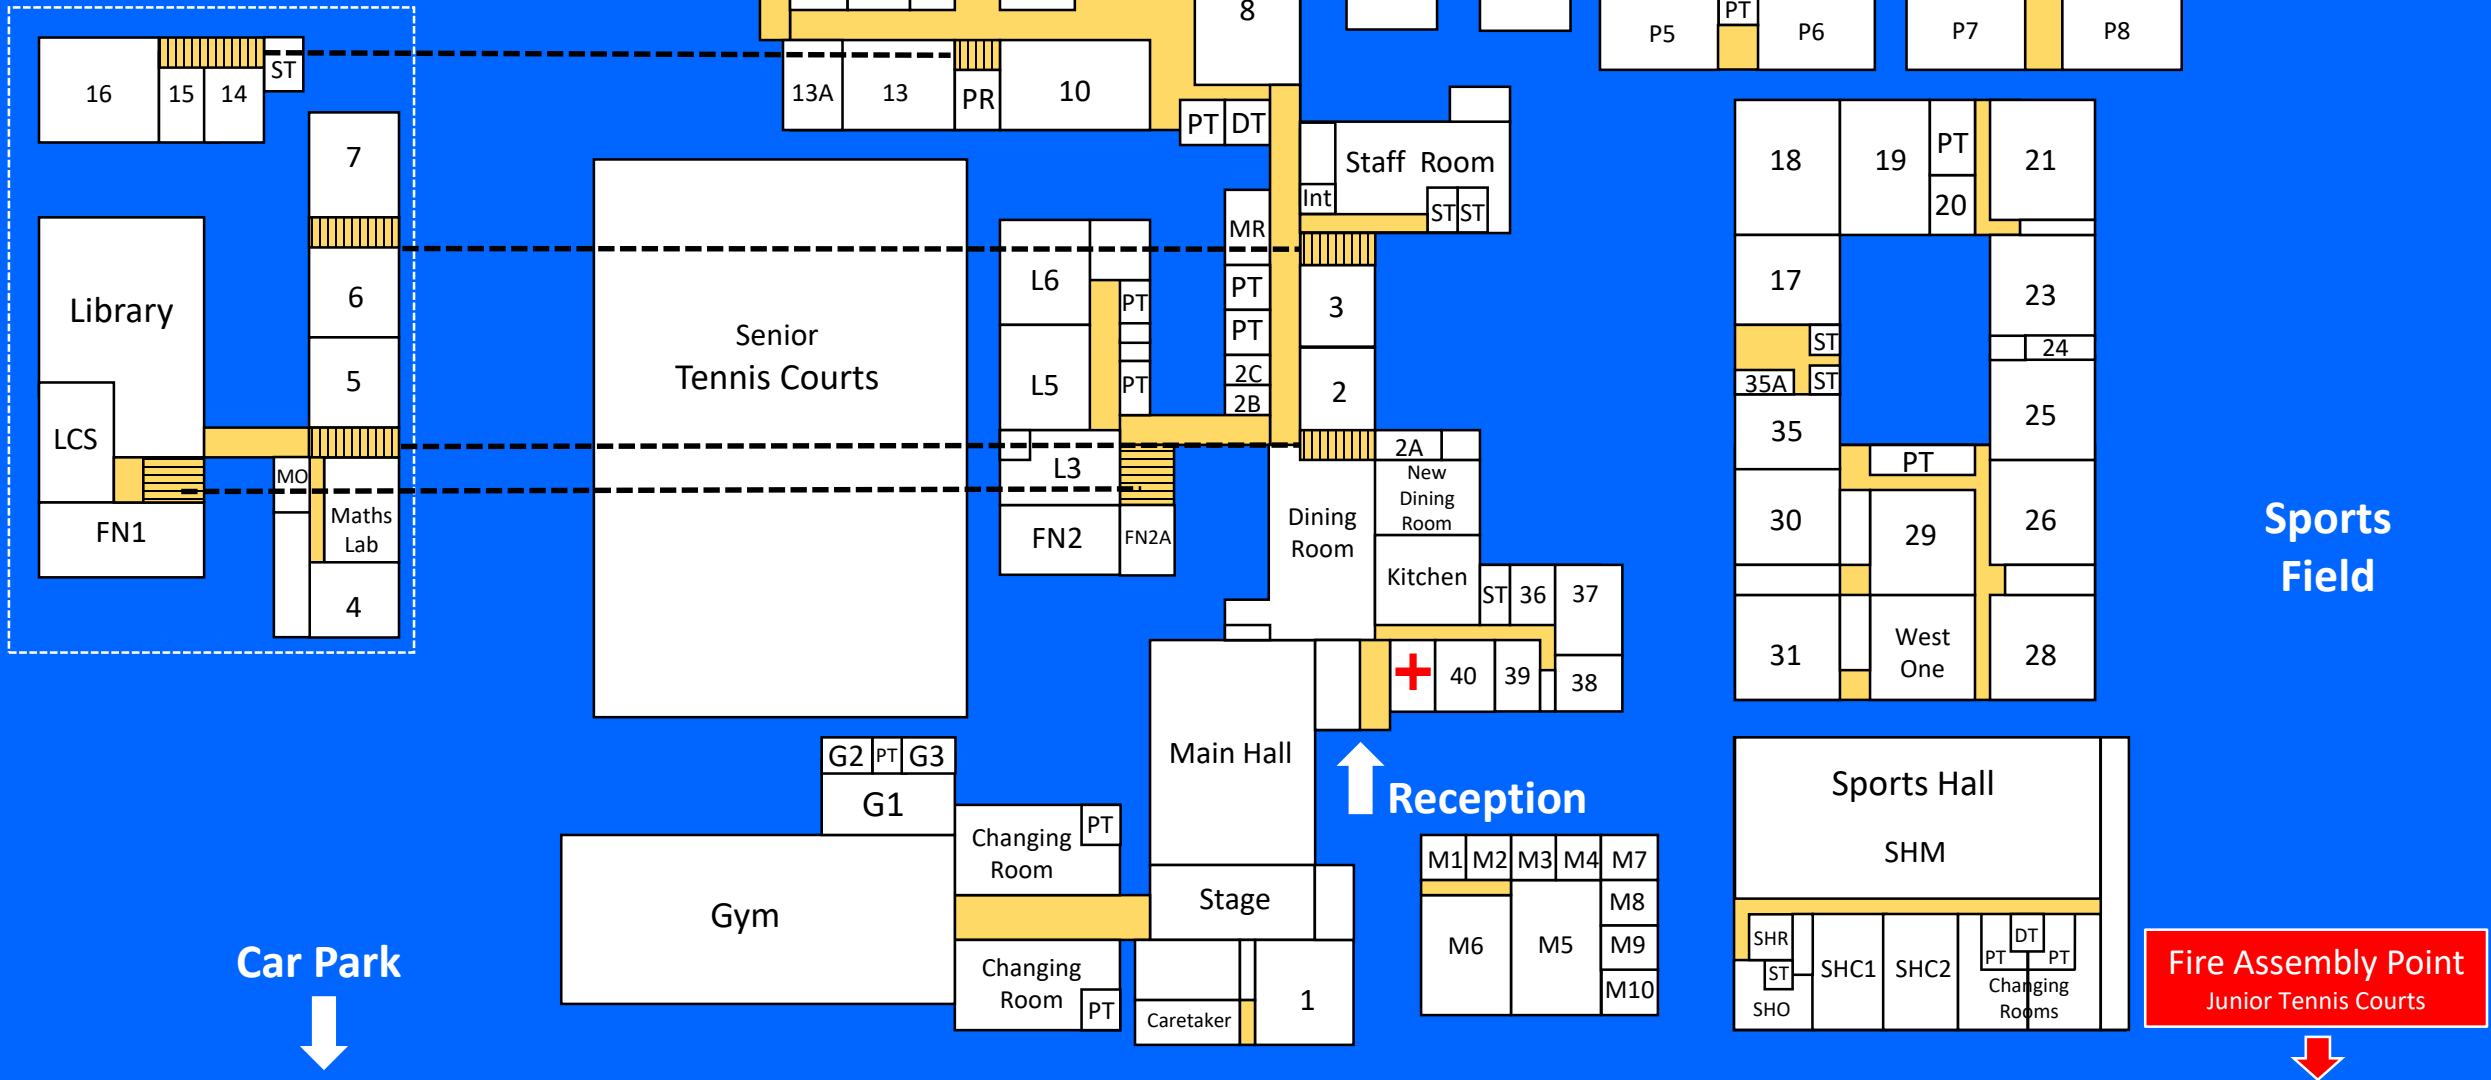 8
PT
P5
P6
P7
P8
16
15
14
ST
13A
13
PR
10
PT
DT
7
Staff Room
Int
ST
ST
18
19
PT
20
21
MR
L6
PT
PT
PT
3
17
23
Library
6
Senior
Tennis Courts
ST
24
5
L5
PT
2C
2B
2
35A
ST
25
LCS
35
L3
2A
New
Dining
Room
PT
MO
Maths
Lab
FN1
FN2
FN2A
Dining
Room
30
29
26
Sports
Field
Kitchen
ST
36
37
4
31
West
One
28
40
39
38
Main Hall
G2
PT
G3
G1
Reception
Sports Hall
SHM
Changing
Room
PT
M1
M2
M3
M4
M7
Gym
Stage
M8
M6
M5
M9
M10
SHR
ST
SHO
SHC1
SHC2
DT
PT
PT
Changing
Rooms
Car Park
Changing
Room
PT
Caretaker
1
Fire Assembly Point
Junior Tennis Courts